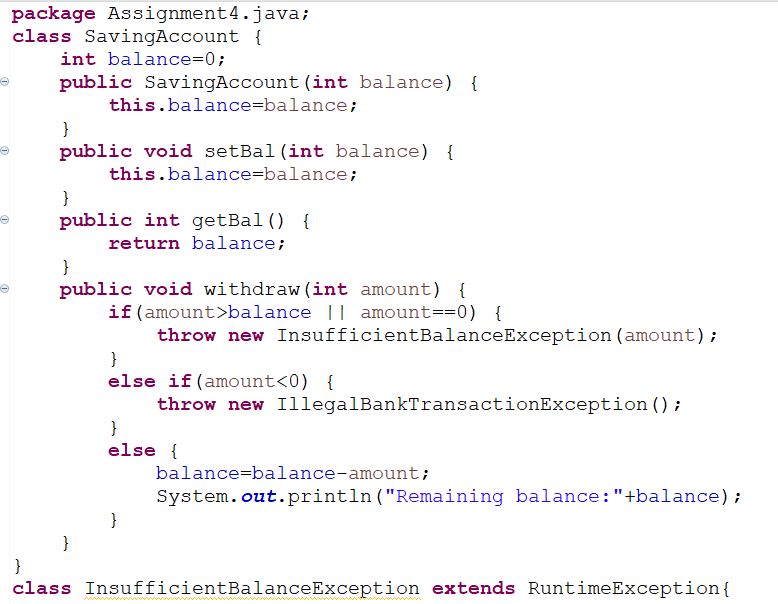 package Assignment4.java;
class SavingAccount {
    int balance=0;
    public SavingAccount(int balance) {
        this.balance=balance;
    }
    public void setBal(int balance) {
        this.balance=balance;
    }
    public int getBal() {
        return balance;
    }
    public void withdraw(int amount) {
        if(amount>balance || amount==0) {
            throw new InsufficientBalanceException(amount);
        }
        else if(amount<0) {
            throw new IllegalBankTransactionException();
        }
        else {
            balance=balance-amount;
            System.out.println("Remaining balance:"+balance);
        }
    }
}
class InsufficientBalanceException extends RuntimeException{